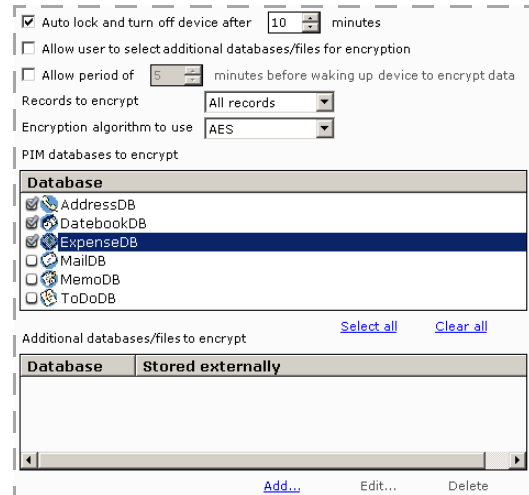 Auto lock and turn off device after 10 minutes
Allow user to select additional databases/files for encryption
Allow period of 5 minutes before waking up device to encrypt data
Records to encrypt All records
Encryption algorithm to use AES
PIM databases to encrypt
Database
AddressDB
DatebookDB
ExpenseDB
MailDB
MemoDB
ToDoDB
Select all Clear all
Additional databases/files to encrypt
Database Stored externally
Add... Edit... Delete